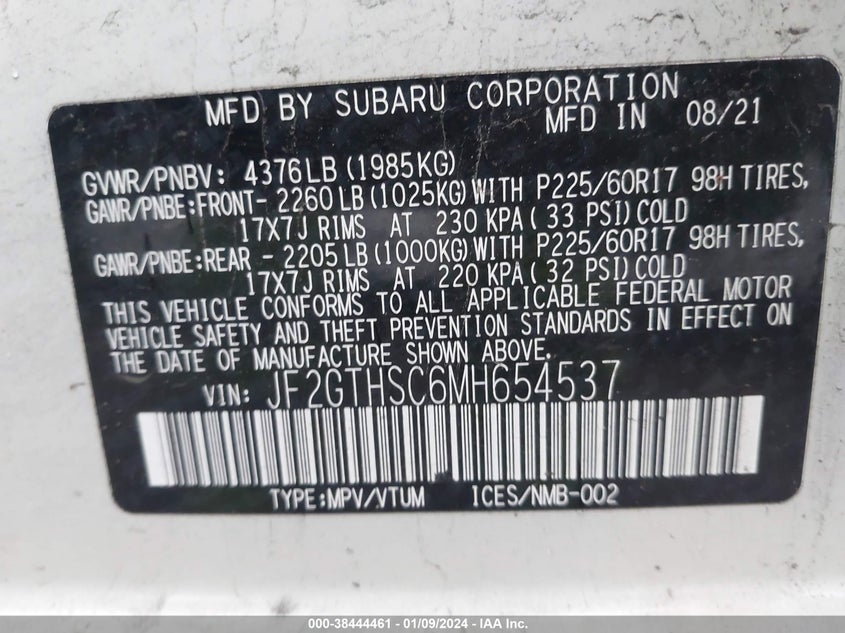 MFD BY SUBARU CORPORATION
MFD IN 08/21
GVWR/PNBV: 4376LB (1985KG)
GAWR/PNBE:FRONT- 2260 LB (1025KG) WITH P225/60R17 98H TIRES,
17X7J RIMS AT 230 KPA ( 33 PSI) COLD
GAWR/PNBE:REAR - 2205 LB (1000KG) WITH P225/60R17 98H TIRES,
17X7J RIMS AT 220 KPA ( 32 PSI) COLD
THIS VEHICLE CONFORMS TO ALL APPLICABLE FEDERAL MOTOR
VEHICLE SAFETY AND THEFT PREVENTION STANDARDS IN EFFECT ON
THE DATE OF MANUFACTURE SHOWN ABOVE.
VIN: JF2GTHSC6MH654537
TYPE:MPV/VTUM ICES/NMB-002
000-38444461 - 01/09/2024 - IAA Inc.